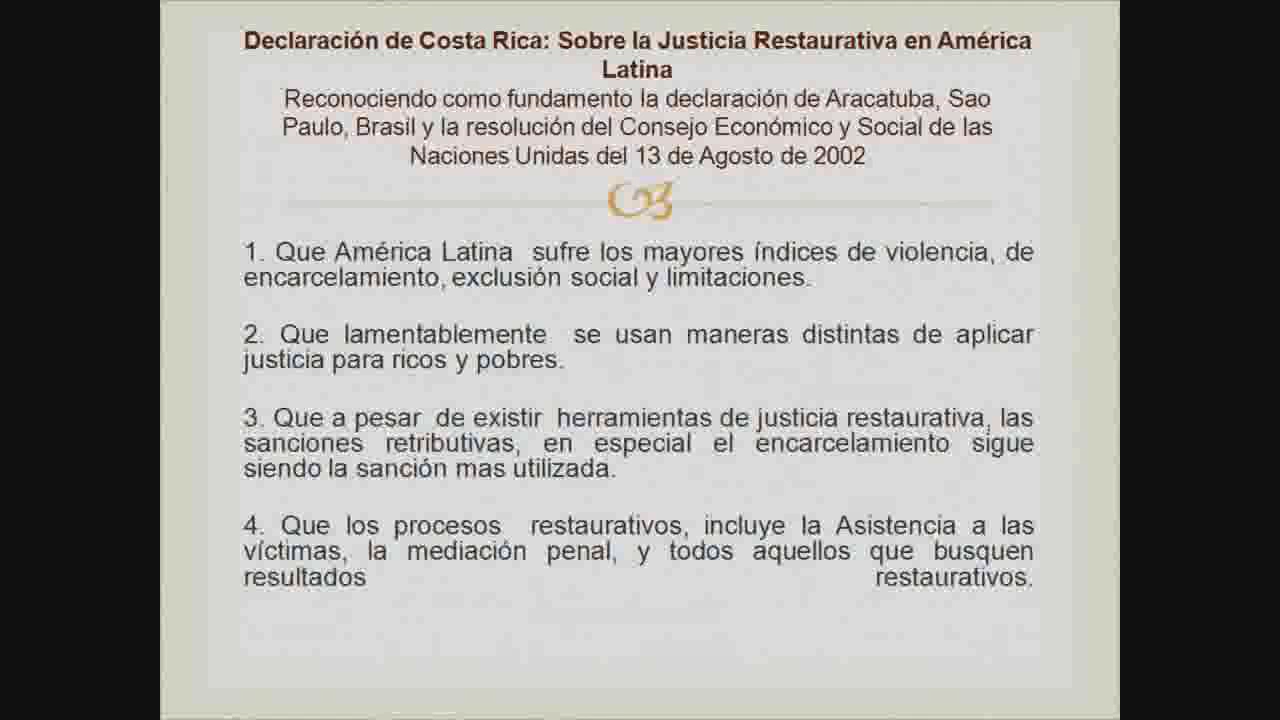 Declaración de Costa Rica: Sobre la Justicia Restaurativa en América
Latina
Reconociendo como fundamento la declaración de Aracatuba, Sao
Paulo, Brasil y la resolución del Consejo Económico y Social de las
Naciones Unidas del 13 de Agosto de 2002
1. Que América Latina sufre los mayores índices de violencia, de
encarcelamiento, exclusión social y limitaciones.
2. Que lamentablemente se usan maneras distintas de aplicar
justicia para ricos y pobres.
3. Que a pesar de existir herramientas de justicia restaurativa, las
sanciones retributivas, en especial el encarcelamiento sigue
siendo la sanción mas utilizada.
4. Que los procesos restaurativos, incluye la Asistencia a las
víctimas, la mediación penal, y todos aquellos que busquen
resultados restaurativos.